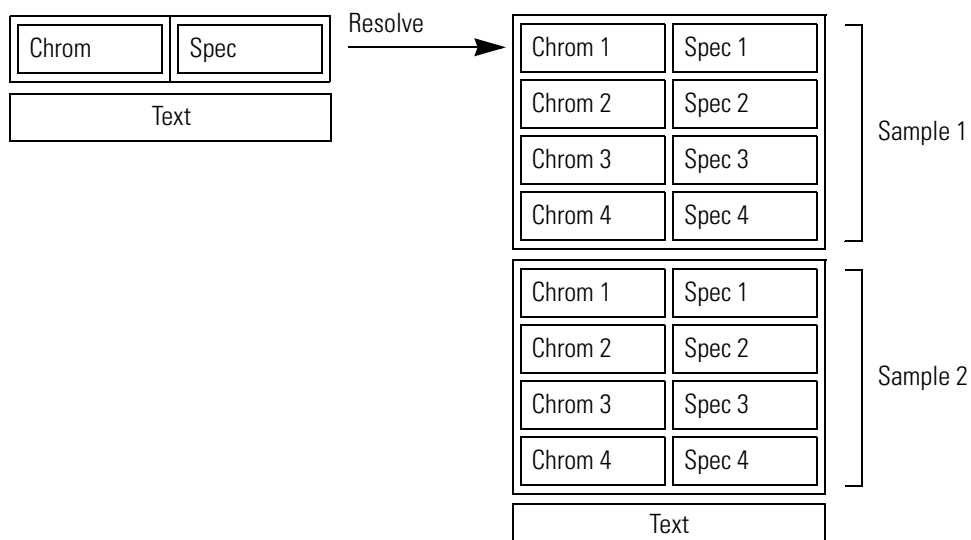 Chrom Spec
Text
Resolve
Chrom 1 Spec 1
Chrom 2 Spec 2
Chrom 3 Spec 3
Chrom 4 Spec 4
Sample 1
Chrom 1 Spec 1
Chrom 2 Spec 2
Chrom 3 Spec 3
Chrom 4 Spec 4
Sample 2
Text